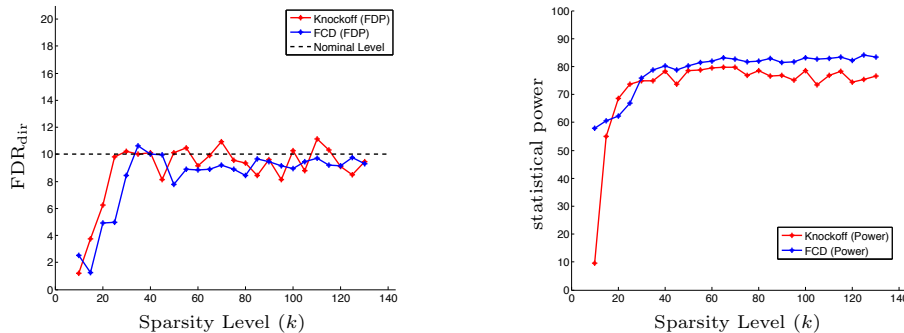 20
18
16
14
12
10
8
6
4
2
0
FDR_dir
Knockoff (FDP)
FCD (FDP)
Nominal Level
0 20 40 60 80 100 120 140
Sparsity Level (k)
100
90
80
70
60
50
40
30
20
10
0
statistical power
Knockoff (Power)
FCD (Power)
0 20 40 60 80 100 120 140
Sparsity Level (k)